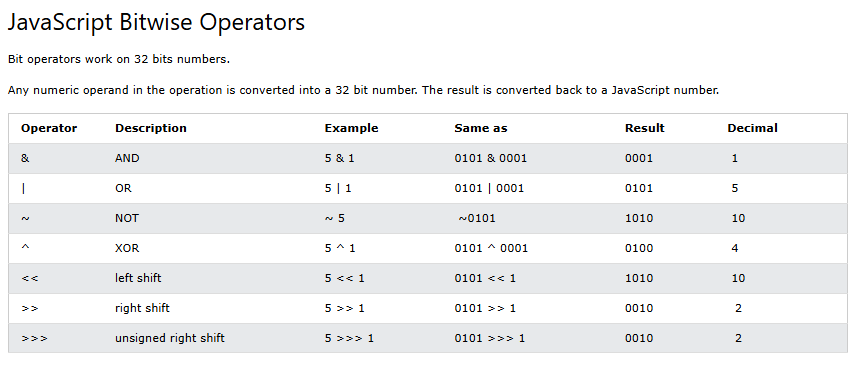 JavaScript Bitwise Operators
Bit operators work on 32 bits numbers.
Any numeric operand in the operation is converted into a 32 bit number. The result is converted back to a JavaScript number.
Operator Description Example Same as Result Decimal
& AND 5 & 1 0101 & 0001 0001 1
| OR 5 | 1 0101 | 0001 0101 5
~ NOT ~ 5 ~0101 1010 10
^ XOR 5 ^ 1 0101 ^ 0001 0100 4
<< left shift 5 << 1 0101 << 1 1010 10
>> right shift 5 >> 1 0101 >> 1 0010 2
>>> unsigned right shift 5 >>> 1 0101 >>> 1 0010 2